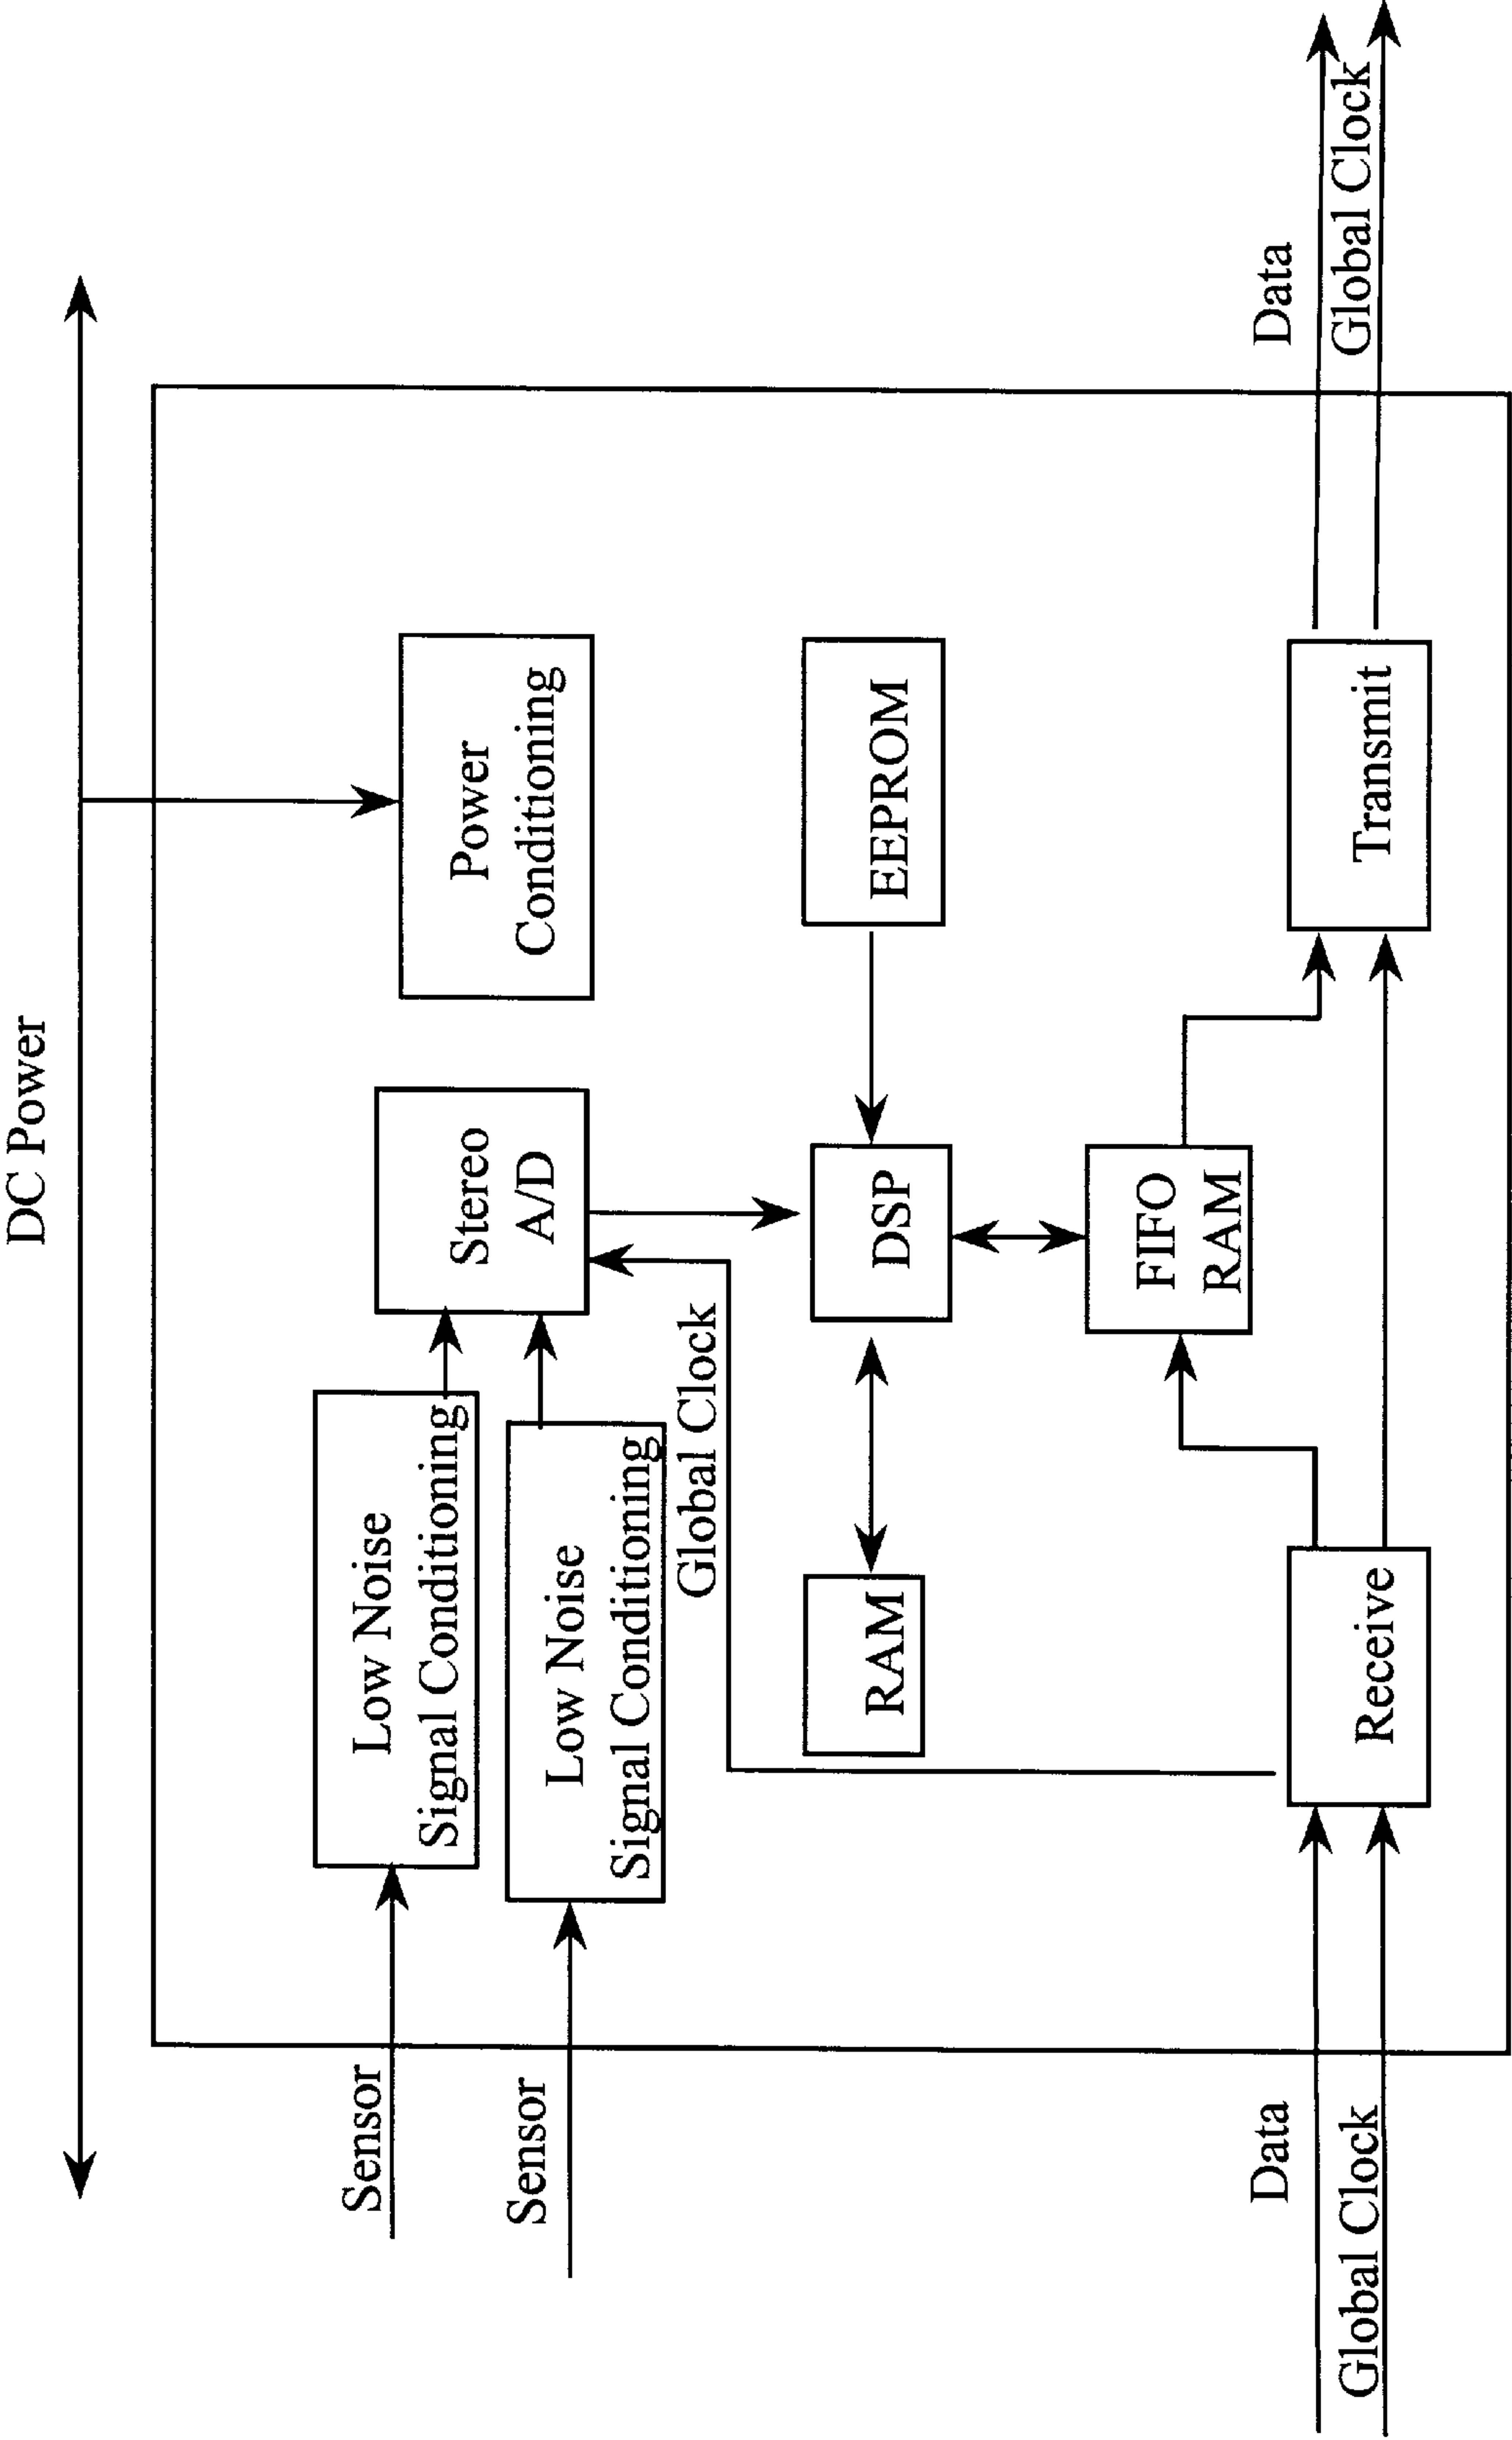 DC Power
Sensor
Low Noise
Signal Conditioning
Stereo
A/D
Power
Conditioning
Sensor
Low Noise
Signal Conditioning
Global Clock
RAM
DSP
EEPROM
FIFO
RAM
Data
Global Clock
Receive
Transmit
Data
Global Clock